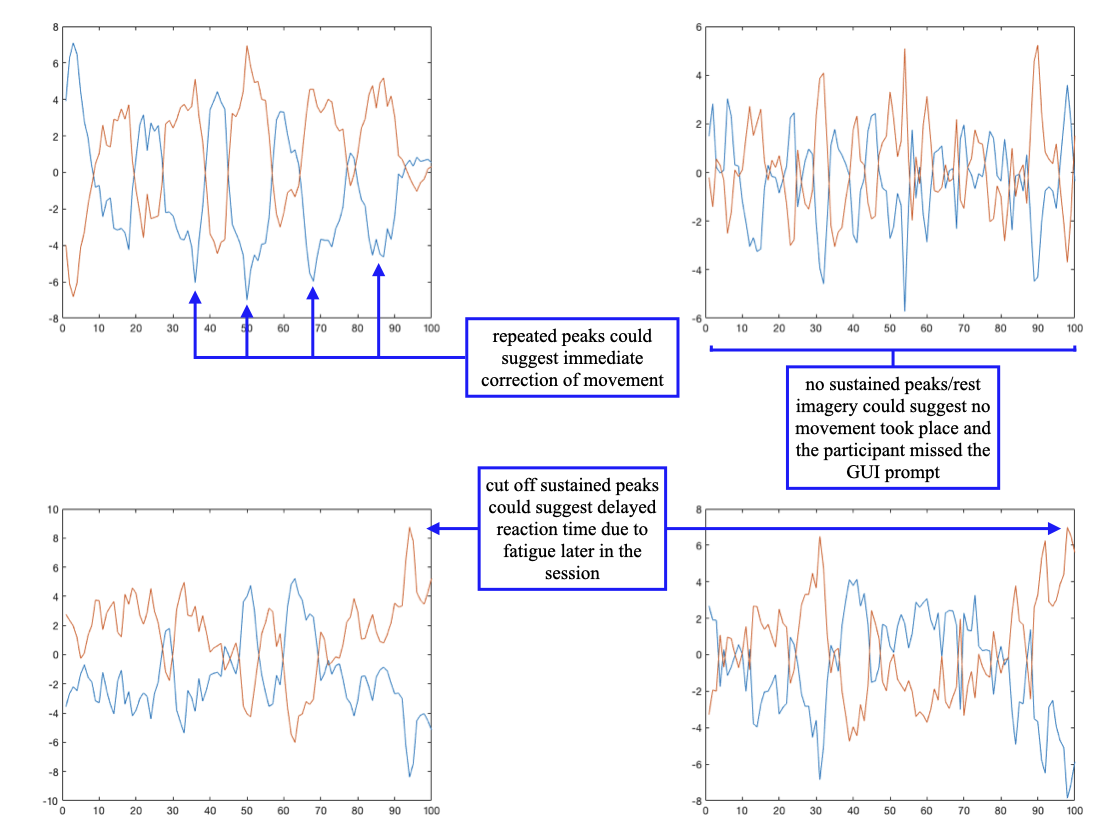 8
6
4
2
0
-2
-4
-6
-8
0 10 20 30 40 50 60 70 80 90 100
6
4
2
0
-2
-4
-6
0 10 20 30 40 50 60 70 80 90 100
repeated peaks could
suggest immediate
correction of movement
no sustained peaks/rest
imagery could suggest no
movement took place and
the participant missed the
GUI prompt
cut off sustained peaks
could suggest delayed
reaction time due to
fatigue later in the
session
10
8
6
4
2
0
-2
-4
-6
-8
-10
0 10 20 30 40 50 60 70 80 90 100
8
6
4
2
0
-2
-4
-6
-8
0 10 20 30 40 50 60 70 80 90 100